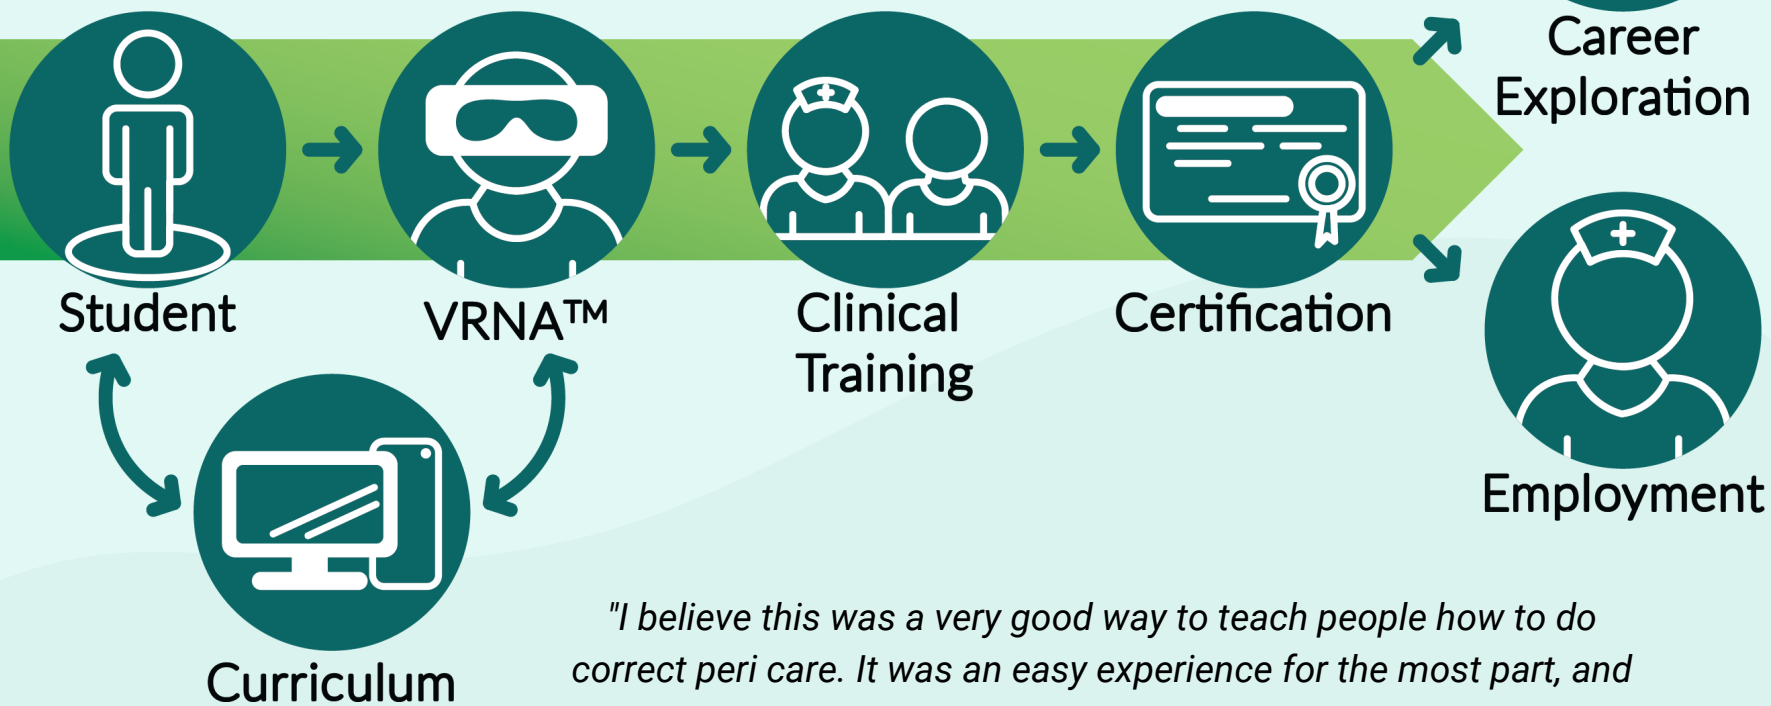 Student
VRNA™
Clinical
Training
Certification
Career
Exploration
Employment
Curriculum
"I believe this was a very good way to teach people how to do
correct peri care. It was an easy experience for the most part, and